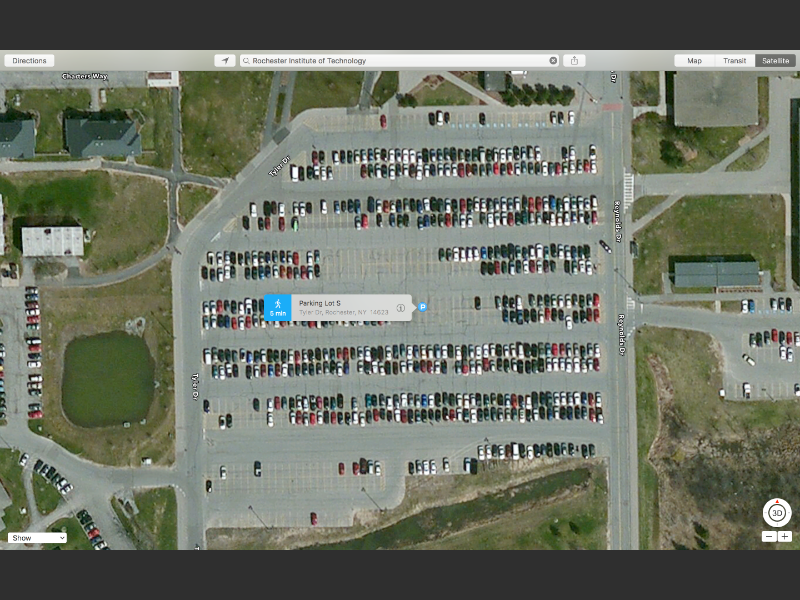 Directions
Rochester Institute of Technology
Map
Transit
Satellite
Charters Way
Dr
Tyler Dr
Reynolds Dr
Parking Lot S
5 min
Tyler Dr, Rochester, NY 14623
i
P
Reynolds Dr
Tyler Dr
3D
Show
− +